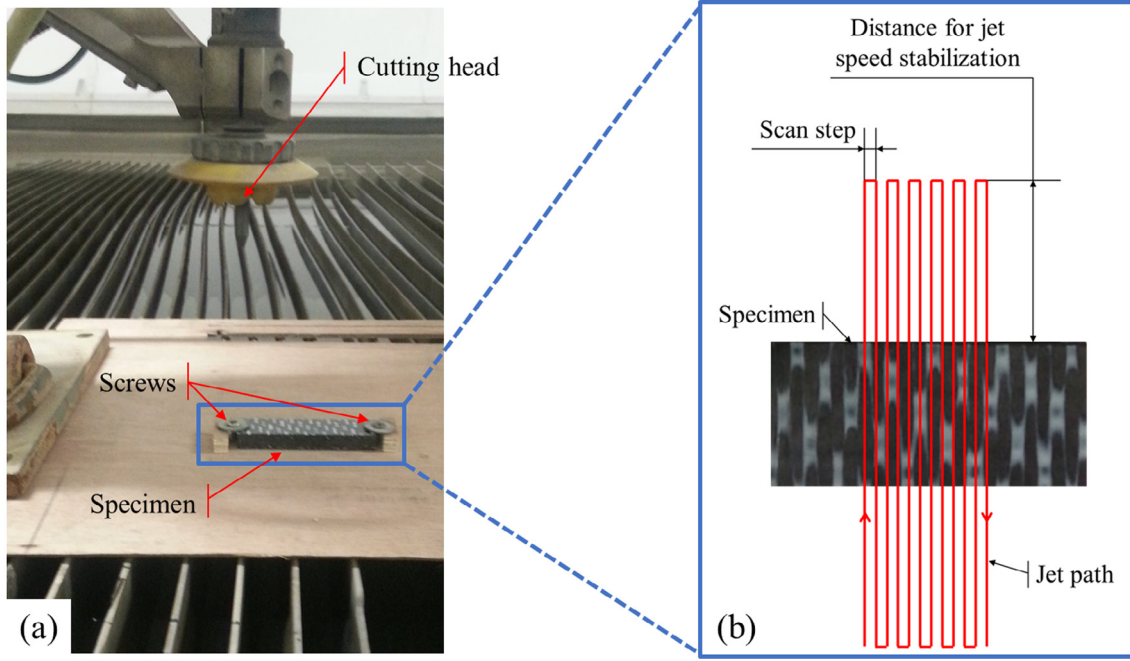 Cutting head
Screws
Specimen
(a)
Distance for jet
speed stabilization
Scan step
Specimen
Jet path
(b)